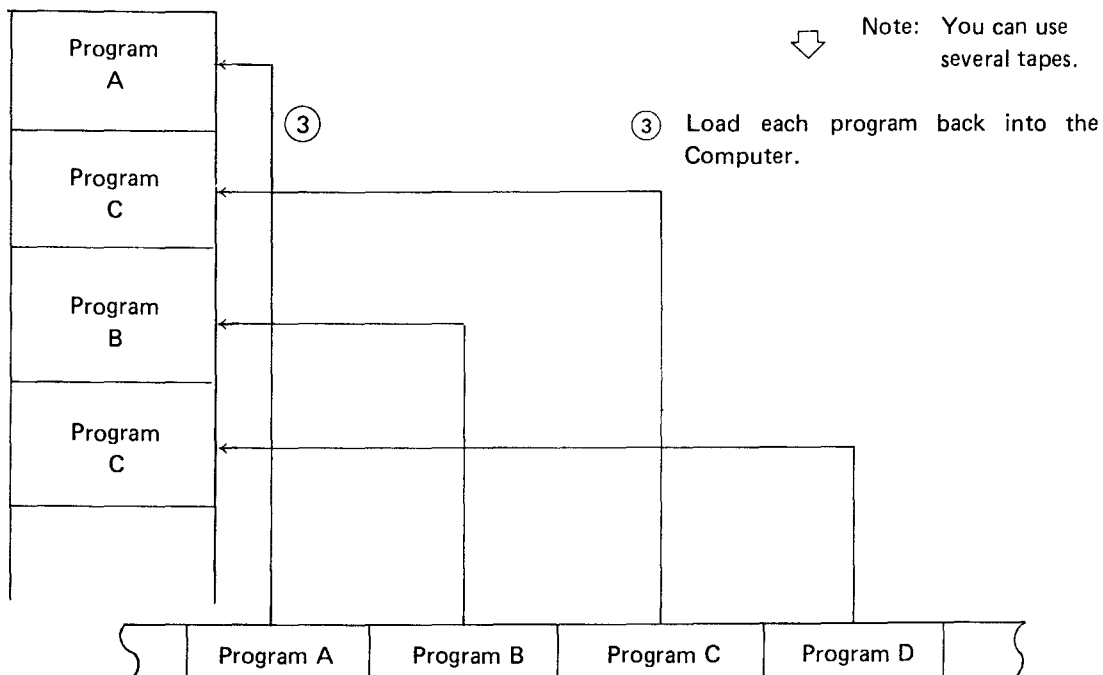 Program
A
Note: You can use
several tapes.
③
③ Load each program back into the
Computer.
Program
C
Program
B
Program
C
Program A
Program B
Program C
Program D